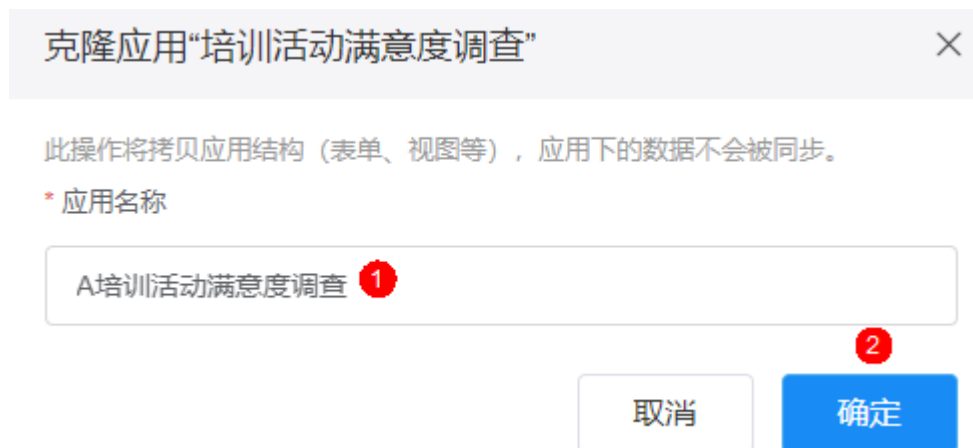 克隆应用“培训活动满意度调查”
此操作将拷贝应用结构（表单、视图等），应用下的数据不会被同步。
* 应用名称
A培训活动满意度调查 1
2
取消 确定